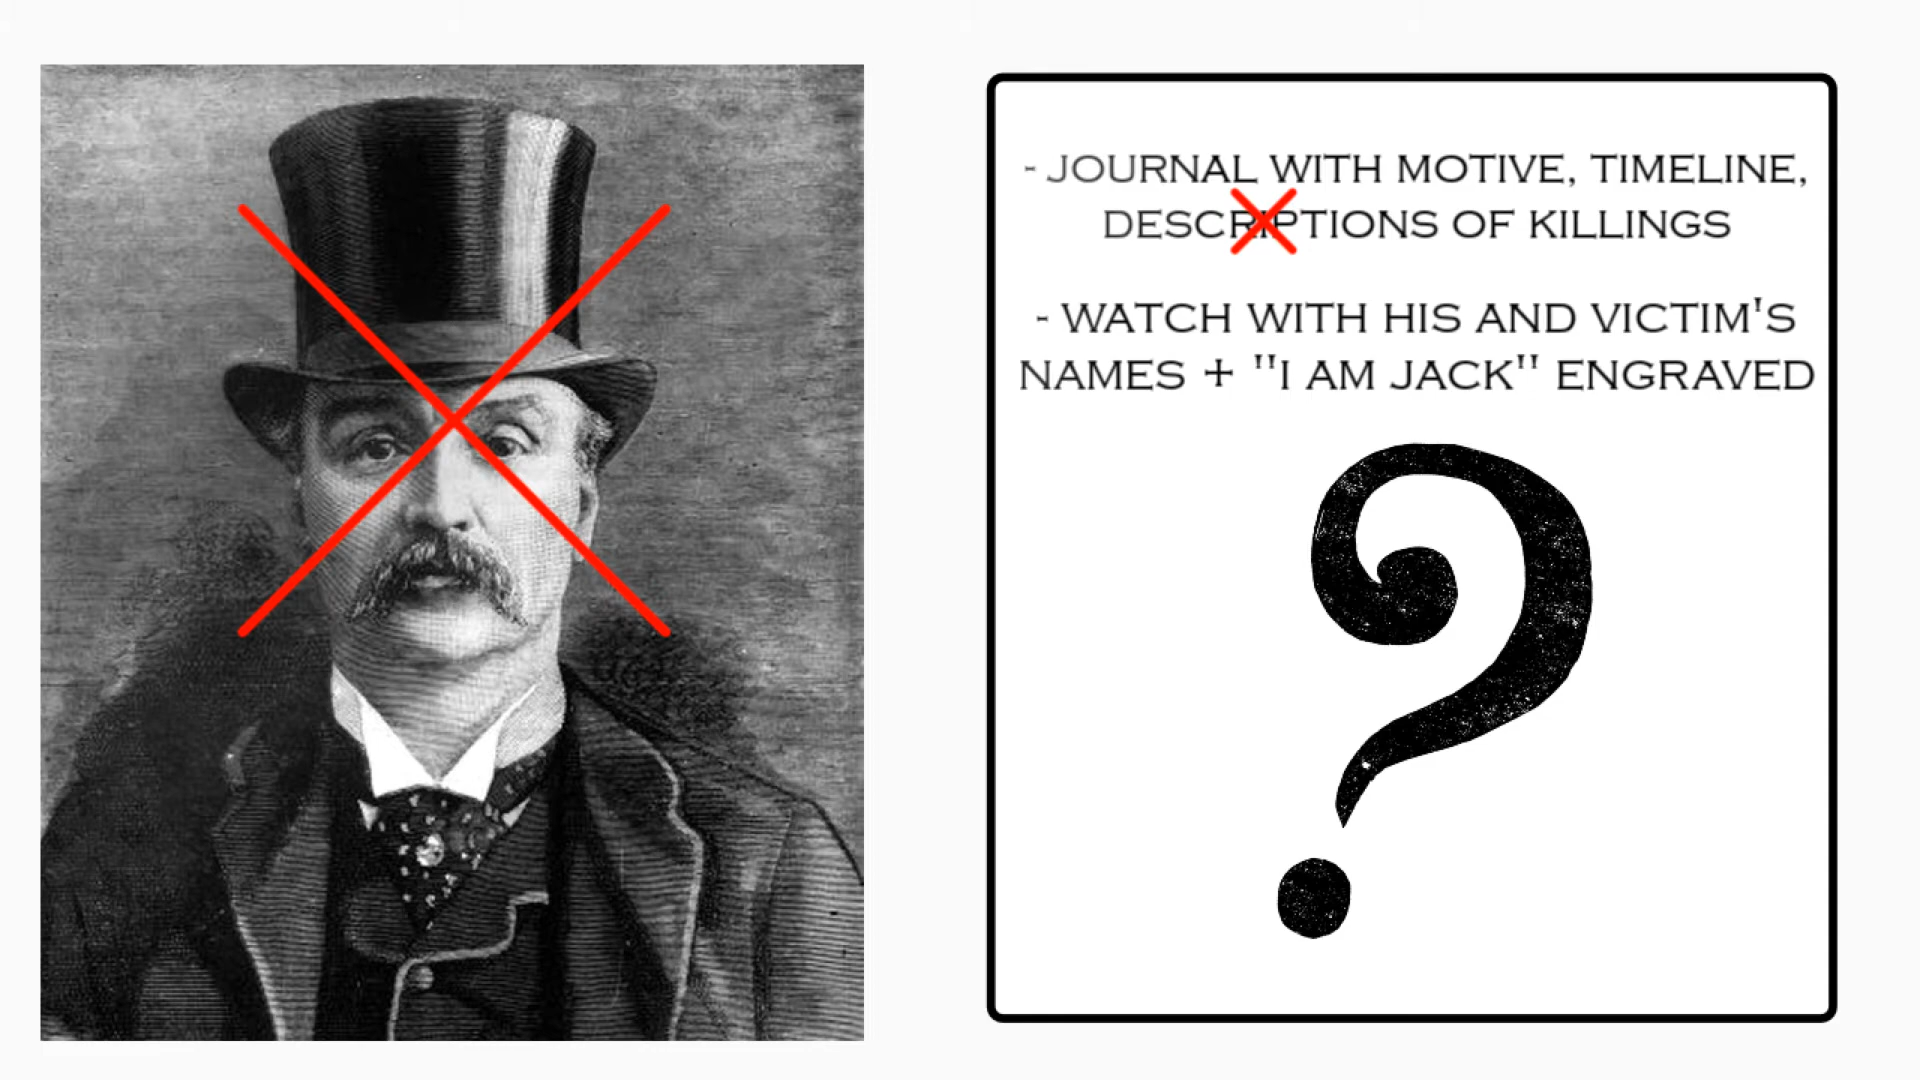 - JOURNAL WITH MOTIVE, TIMELINE,
DESCRIPTIONS OF KILLINGS
- WATCH WITH HIS AND VICTIM'S
NAMES + "I AM JACK" ENGRAVED
?